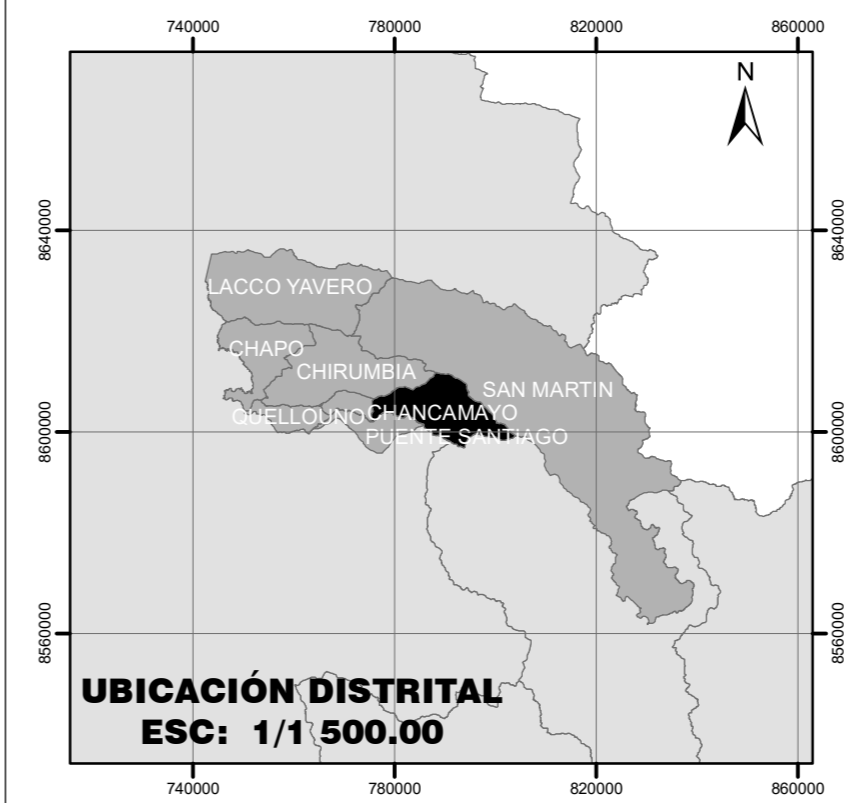 740000 780000 820000 860000
N
8640000 8640000
LACCO YAVERO
CHAPO
CHIRUMBIA
SAN MARTIN
QUELLOUNO CHANCAMAYO
PUENTE SANTIAGO
8600000 8600000
8560000 8560000
UBICACIÓN DISTRITAL
ESC: 1/1 500.00
740000 780000 820000 860000